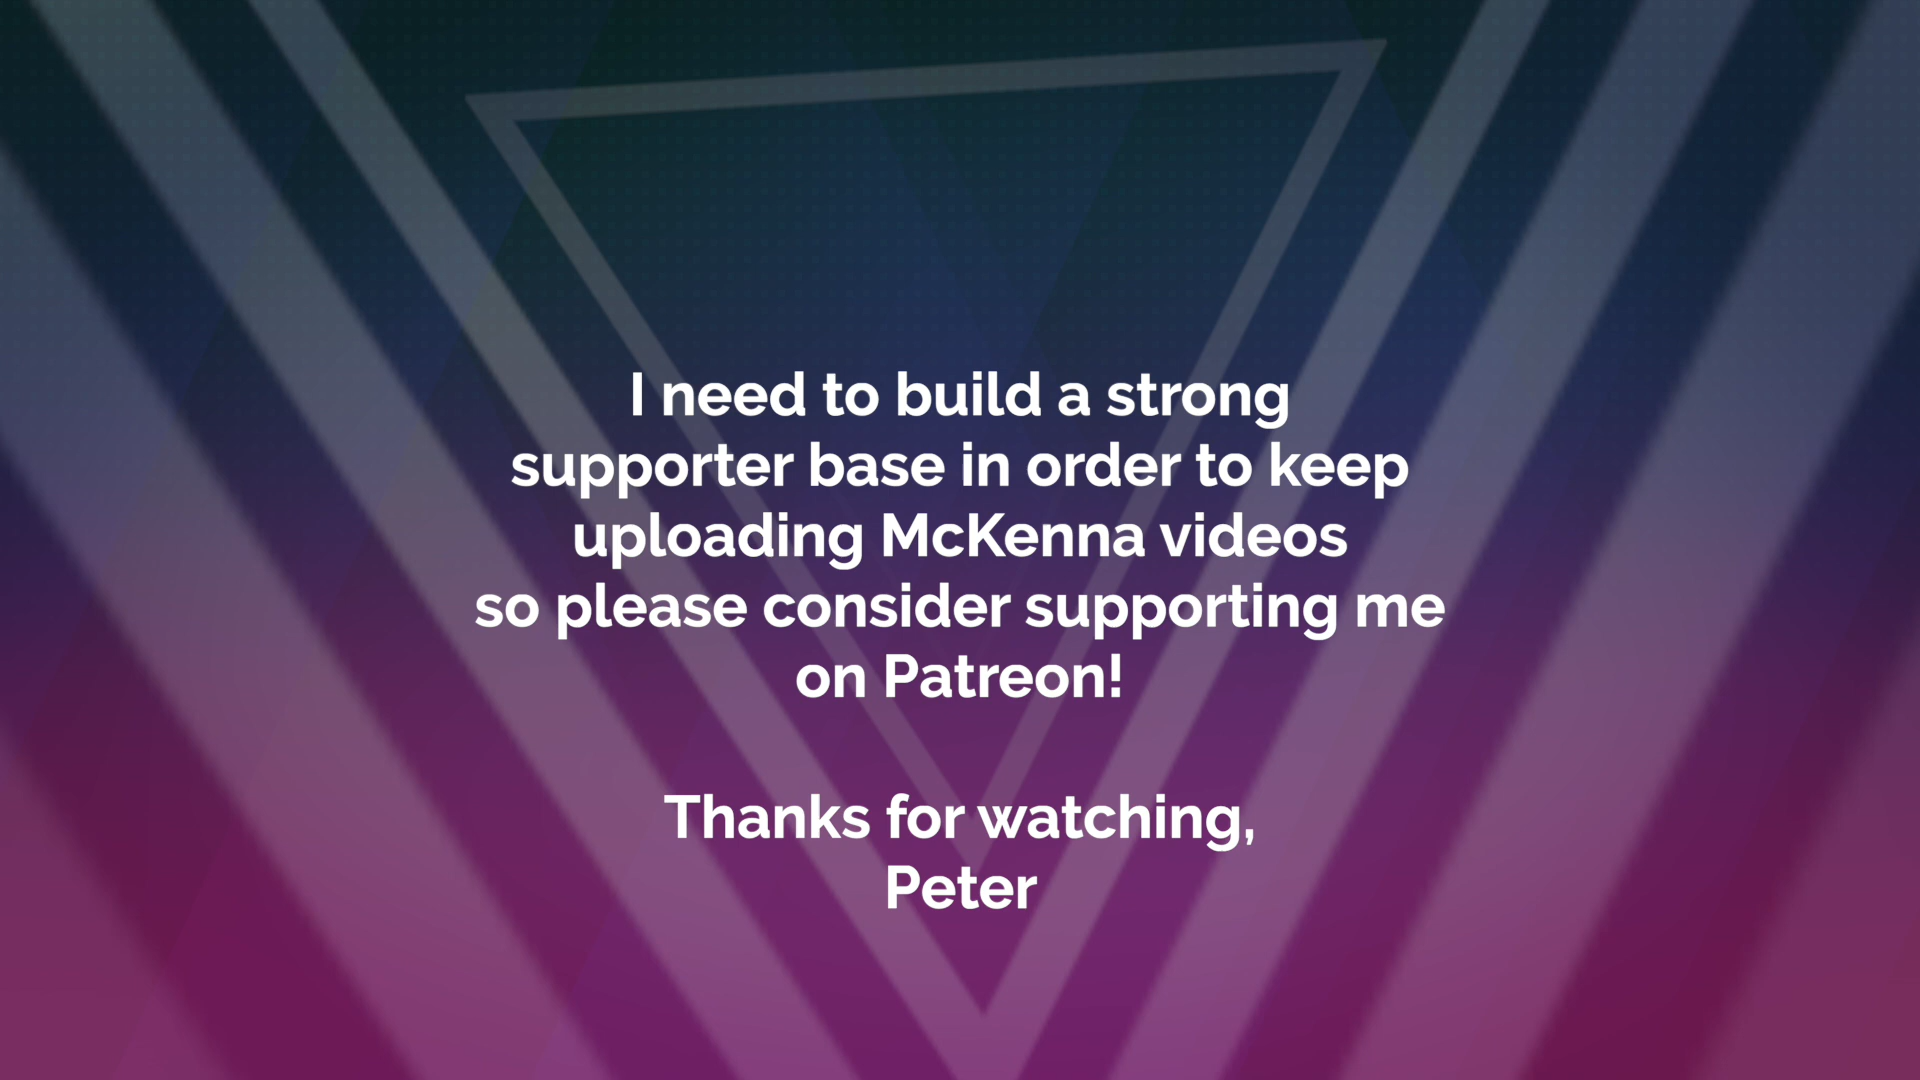 I need to build a strong
supporter base in order to keep
uploading McKenna videos
so please consider supporting me
on Patreon!
Thanks for watching,
Peter